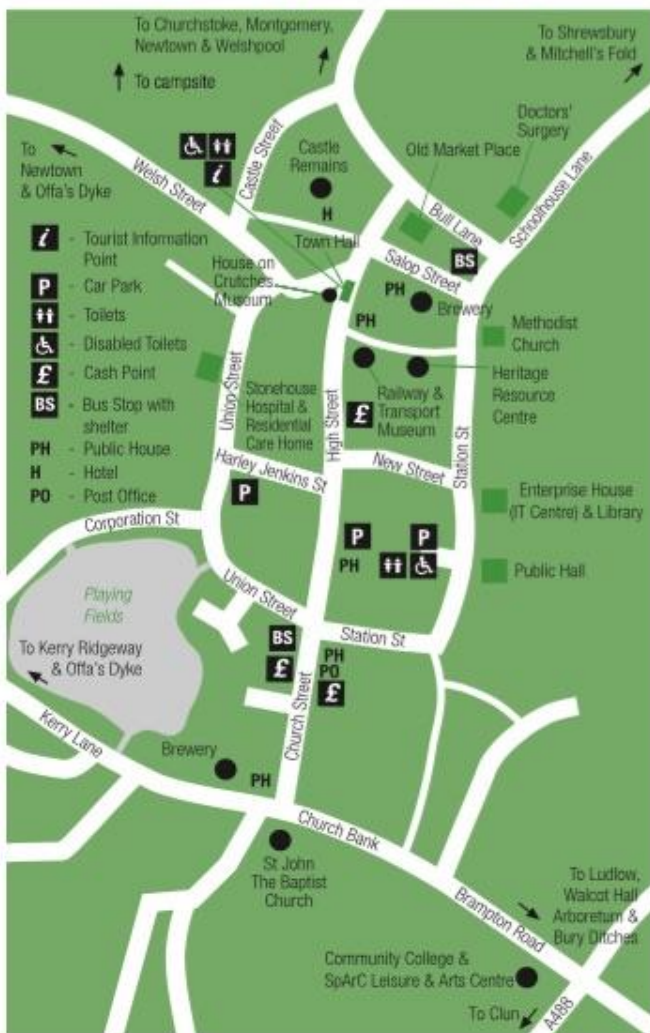 To Churchstoke, Montgomery,
Newtown & Welshpool
To Shrewsbury
& Mitchell's Fold
To campsite
Doctors'
Surgery
To
Newtown
& Offa's Dyke
Welsh Street
Castle Street
i
Castle
Remains
H
Old Market Place
Bull Lane
Schoolhouse Lane
Town Hall
Salop Street
BS
House on
Crutches
Museum
PH
Brewery
PH
i - Tourist Information
Point
P - Car Park
- Toilets
- Disabled Toilets
£ - Cash Point
BS - Bus Stop with
shelter
PH - Public House
H - Hotel
PO - Post Office
Methodist
Church
Union Street
Stonehouse
Hospital &
Residential
Care Home
High Street
£
Railway &
Transport
Museum
Heritage
Resource
Centre
Station St
Harley Jenkins St
New Street
P
Enterprise House
(IT Centre) & Library
Corporation St
P
P
PH
Public Hall
Playing
Fields
Union Street
Station St
BS
£
PH
PO
£
To Kerry Ridgeway
& Offa's Dyke
Church Street
Kerry Lane
Brewery
PH
Church Bank
St John
The Baptist
Church
Brampton Road
To Ludlow,
Walcot Hall
Arboretum &
Bury Ditches
Community College &
SpArC Leisure & Arts Centre
To Clun
A488